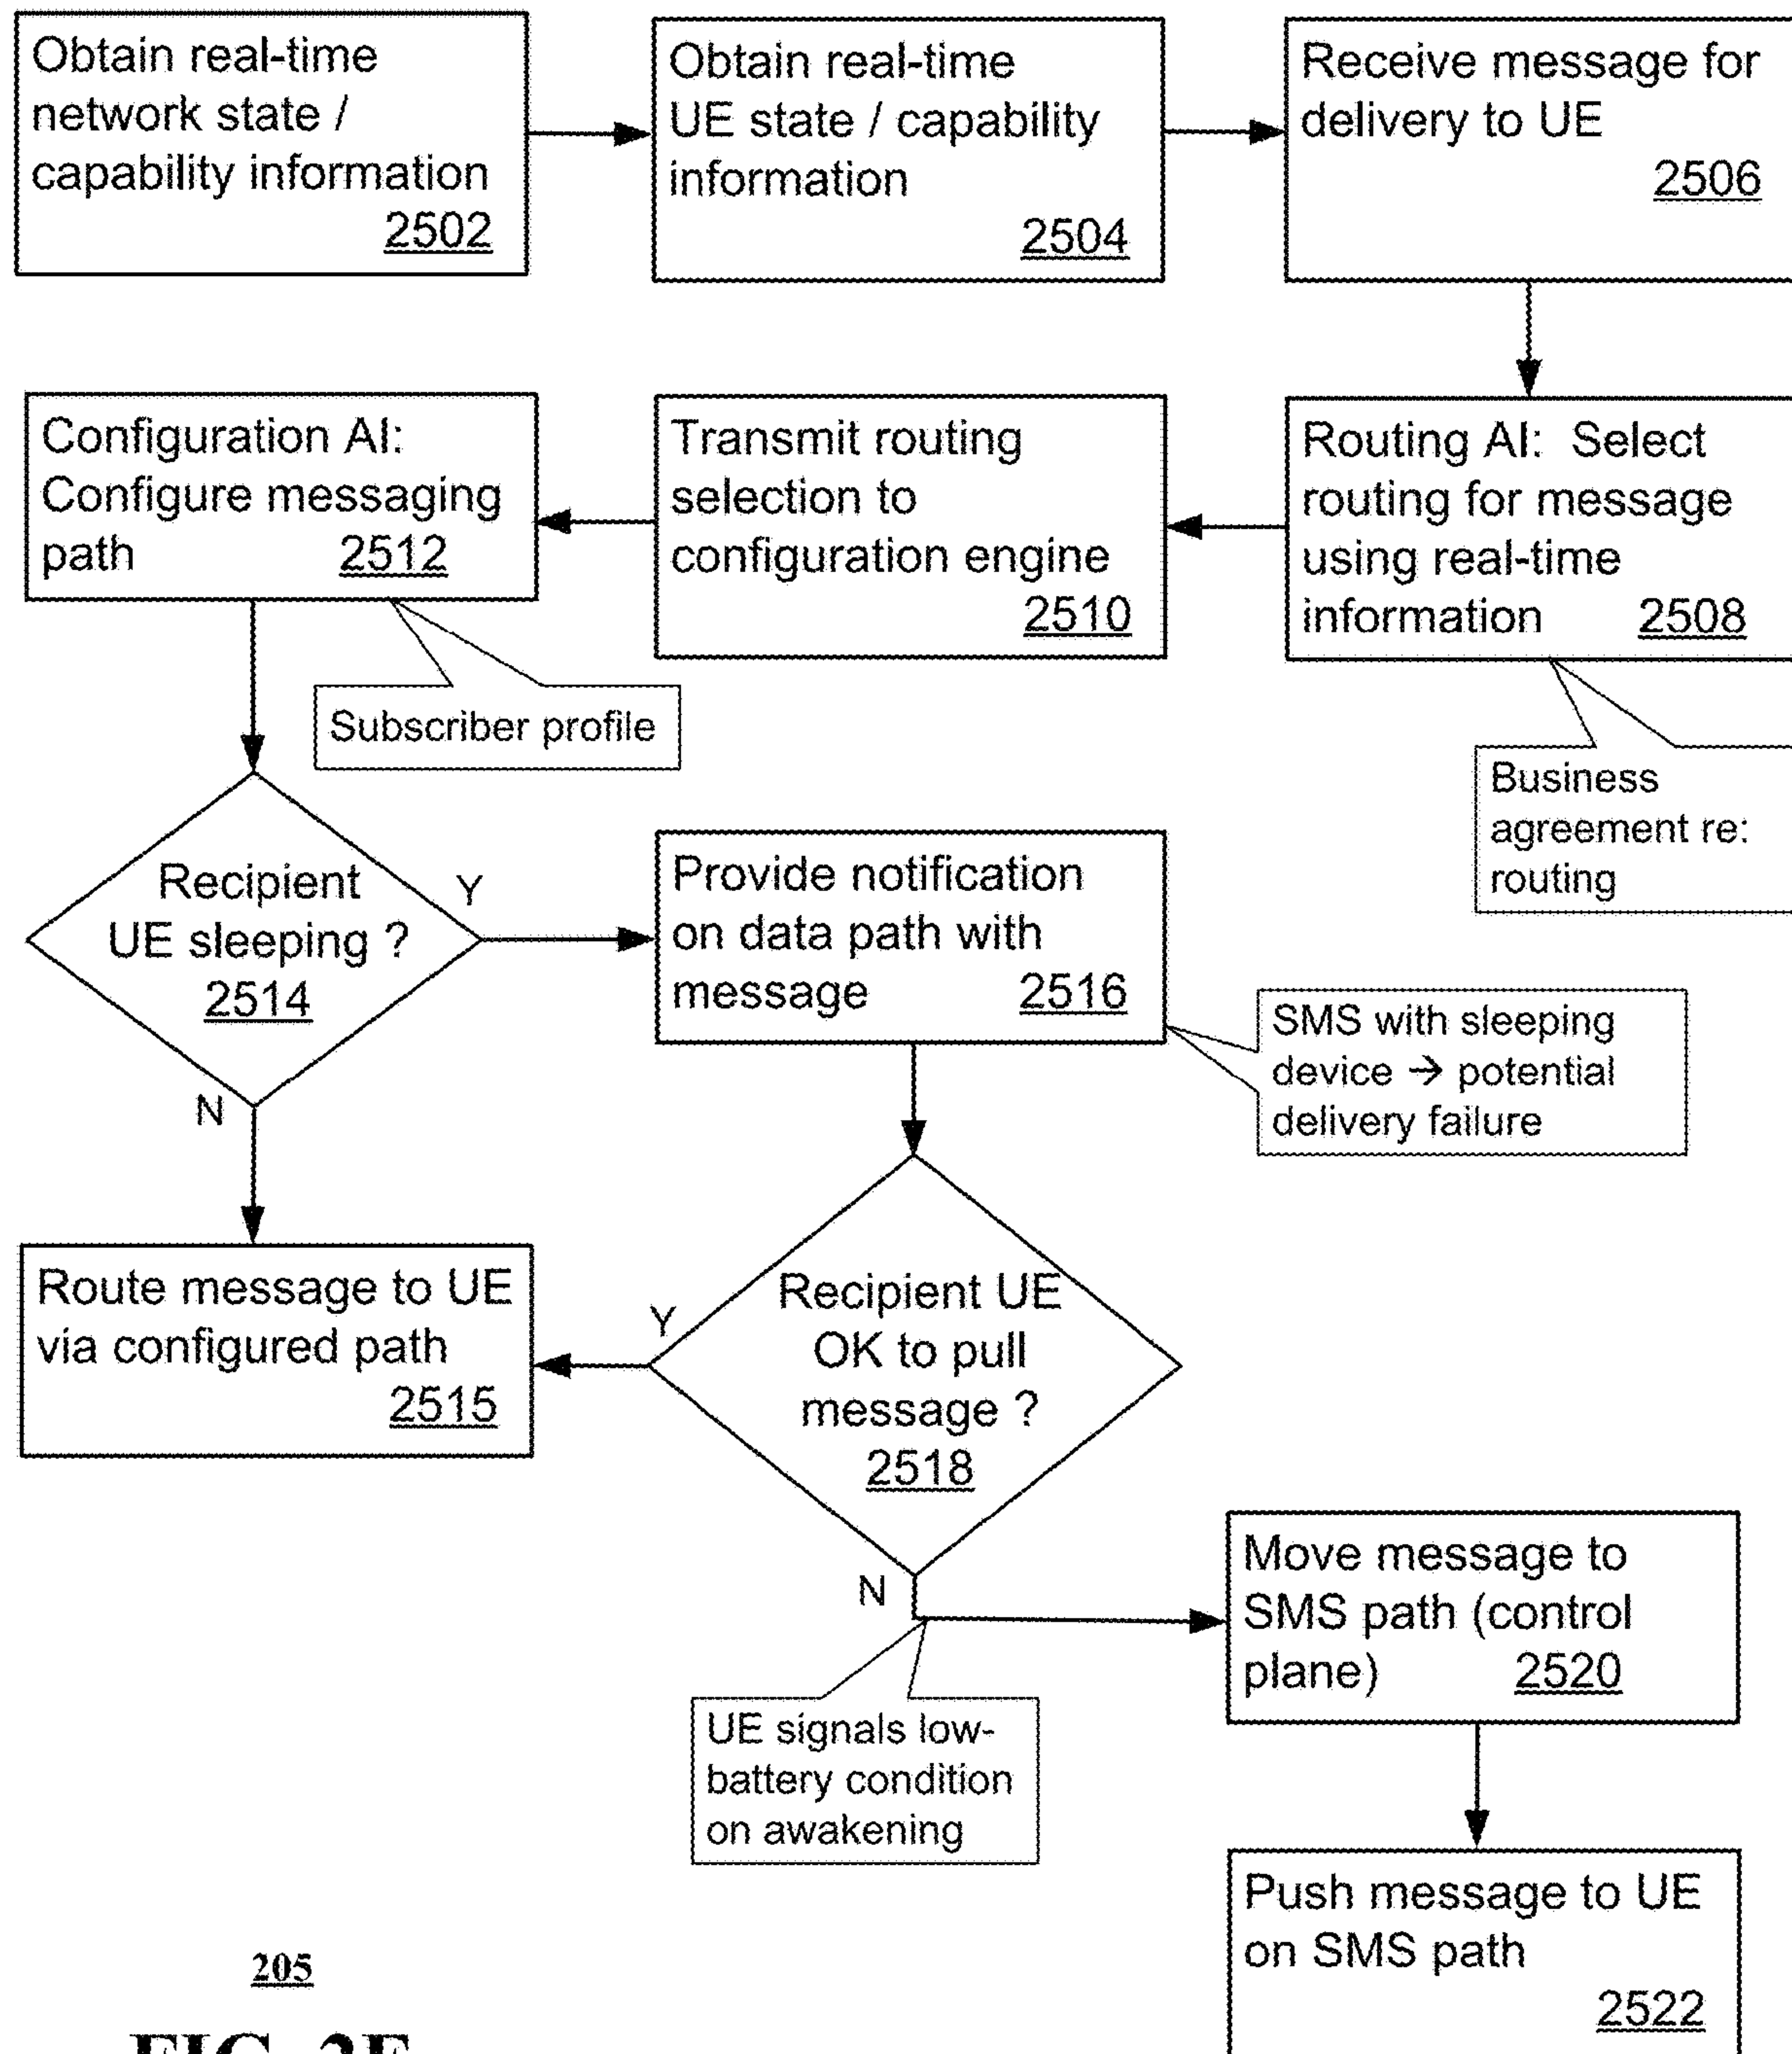 Obtain real-time
network state /
capability information
2502
Obtain real-time
UE state / capability
information
2504
Receive message for
delivery to UE
2506
Routing AI:  Select
routing for message
using real-time
information 2508
Business
agreement re:
routing
Transmit routing
selection to
configuration engine
2510
Configuration AI:
Configure messaging
path 2512
Subscriber profile
Recipient
UE sleeping ?
2514
Y
N
Provide notification
on data path with
message 2516
SMS with sleeping
device → potential
delivery failure
Route message to UE
via configured path
2515
Recipient UE
OK to pull
message ?
2518
Y
N
UE signals low-
battery condition
on awakening
Move message to
SMS path (control
plane) 2520
Push message to UE
on SMS path
2522
205